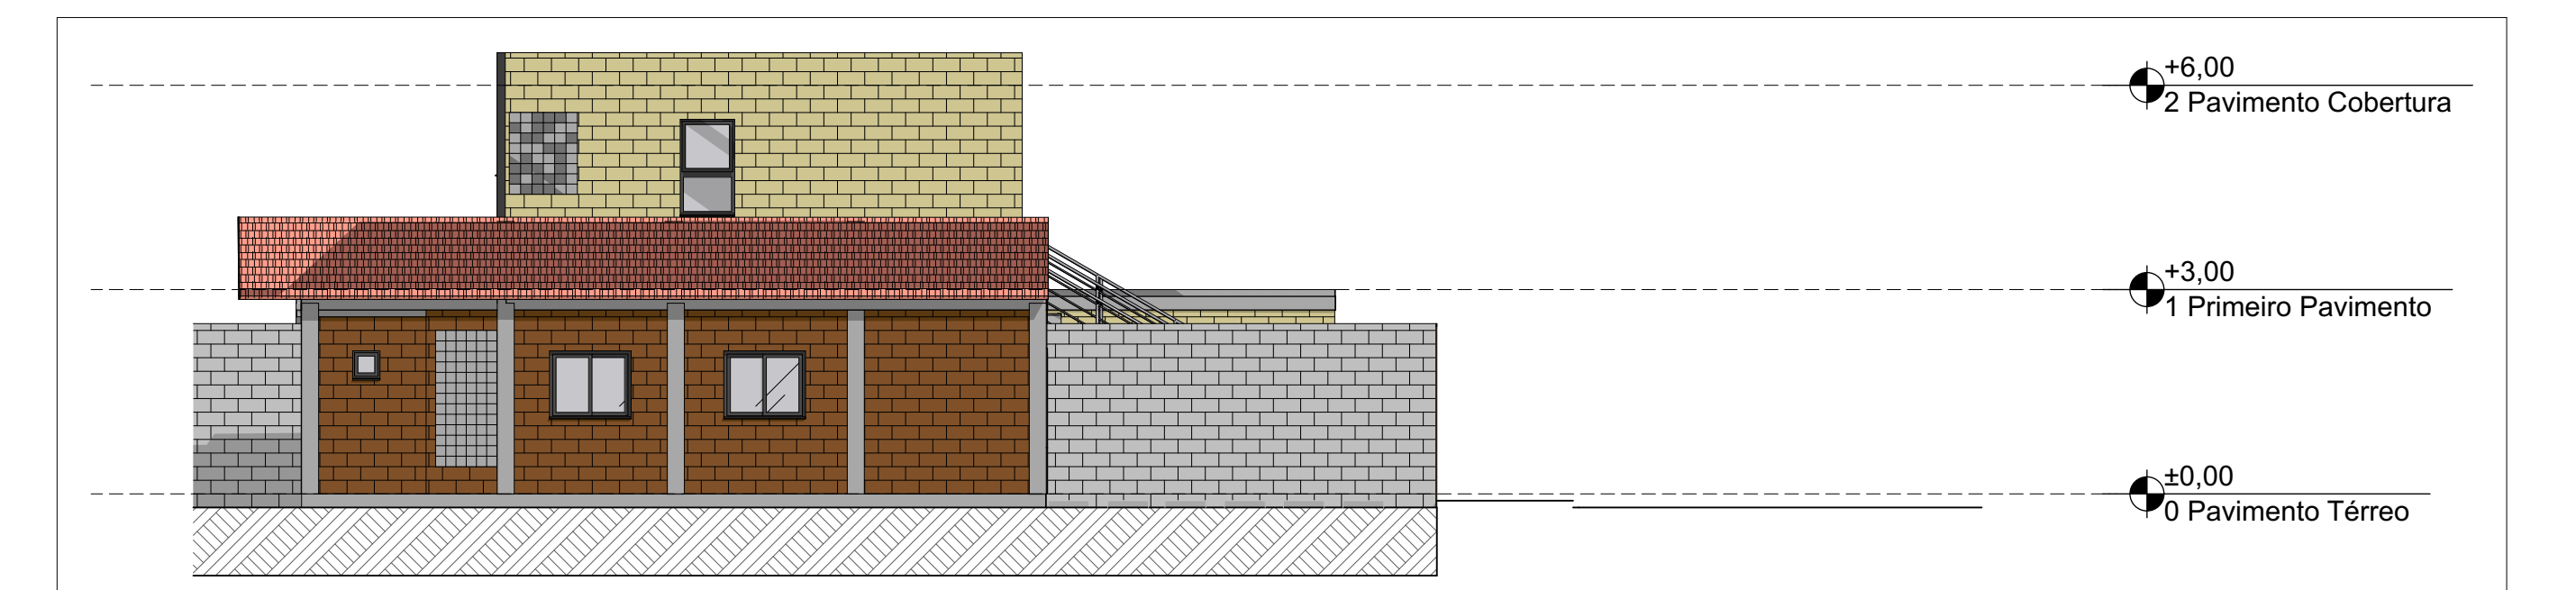 +6,00
2 Pavimento Cobertura
+3,00
1 Primeiro Pavimento
±0,00
0 Pavimento Térreo